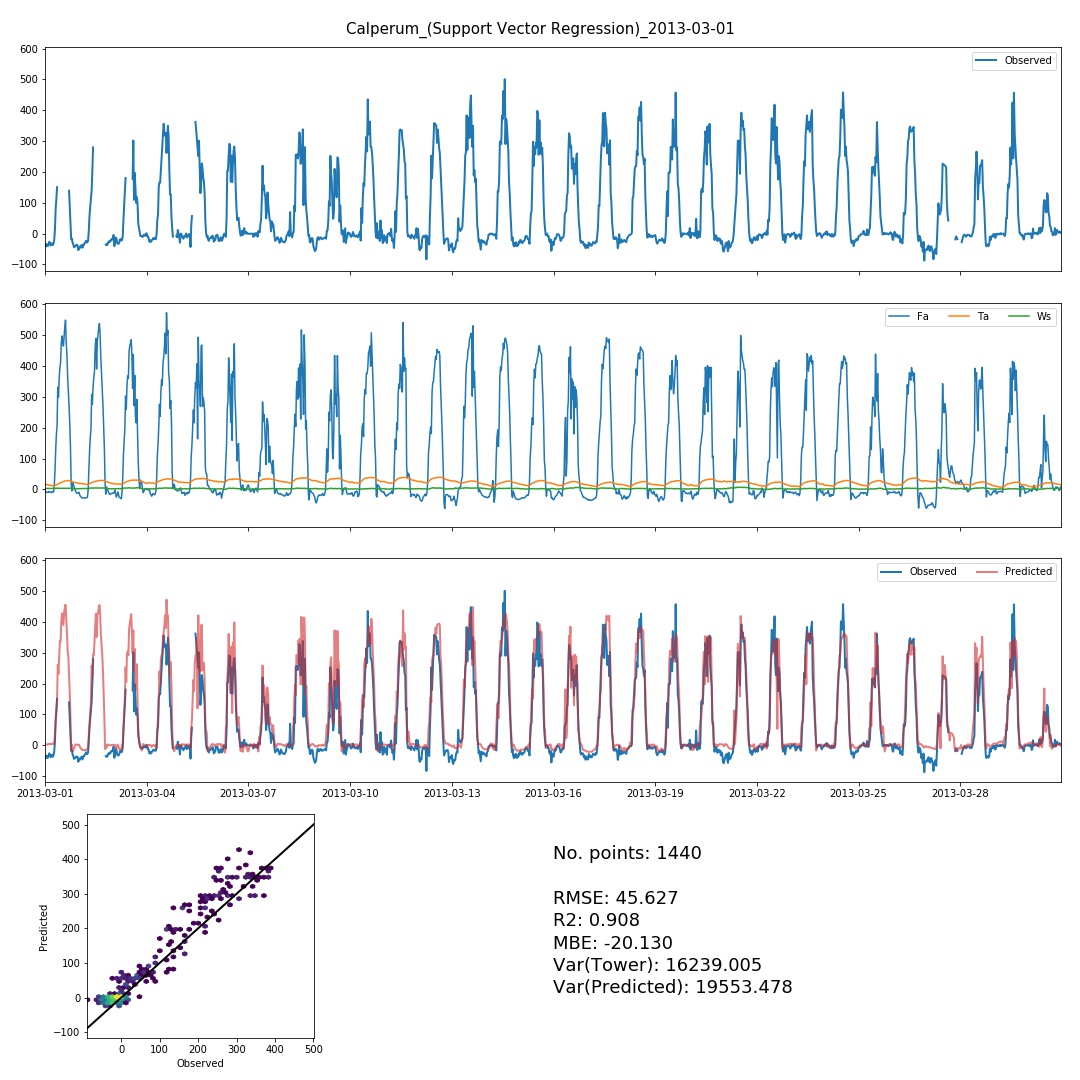 Calperum_(Support Vector Regression)_2013-03-01
600
500
400
300
200
100
0
−100
Observed
600
500
400
300
200
100
0
−100
Fa Ta Ws
600
500
400
300
200
100
0
−100
Observed Predicted
2013-03-01 2013-03-04 2013-03-07 2013-03-10 2013-03-13 2013-03-16 2013-03-19 2013-03-22 2013-03-25 2013-03-28
500
400
300
200
100
0
−100
Predicted
0 100 200 300 400 500
Observed
No. points: 1440
RMSE: 45.627
R2: 0.908
MBE: -20.130
Var(Tower): 16239.005
Var(Predicted): 19553.478